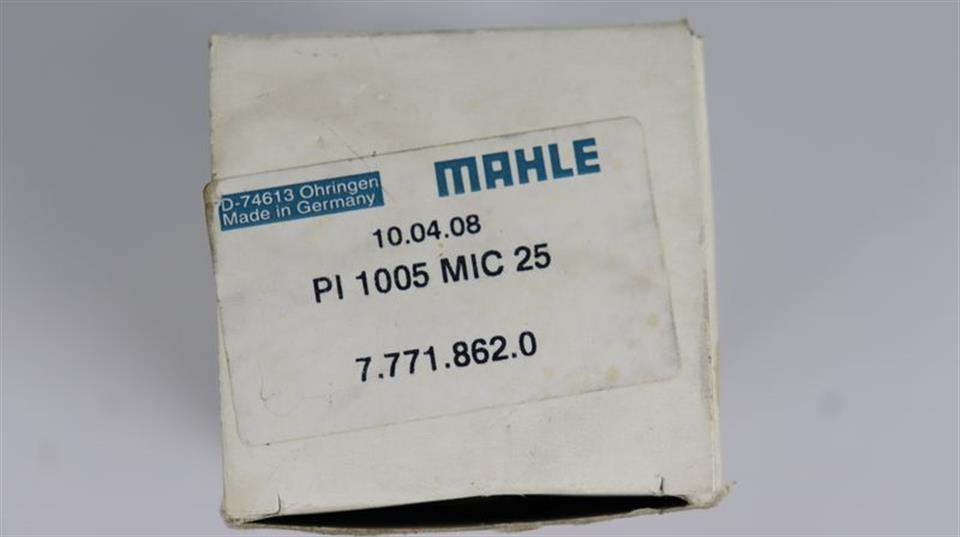 D-74613 Ohringen
Made in Germany
MAHLE
10.04.08
PI 1005 MIC 25
7.771.862.0